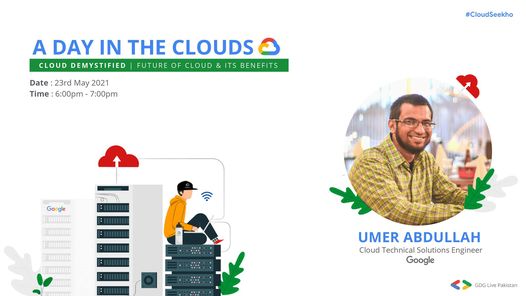 #CloudSeekho
A DAY IN THE CLOUDS
CLOUD DEMYSTIFIED | FUTURE OF CLOUD & ITS BENEFITS
Date : 23rd May 2021
Time : 6:00pm - 7:00pm
Google
UMER ABDULLAH
Cloud Technical Solutions Engineer
Google
GDG Live Pakistan